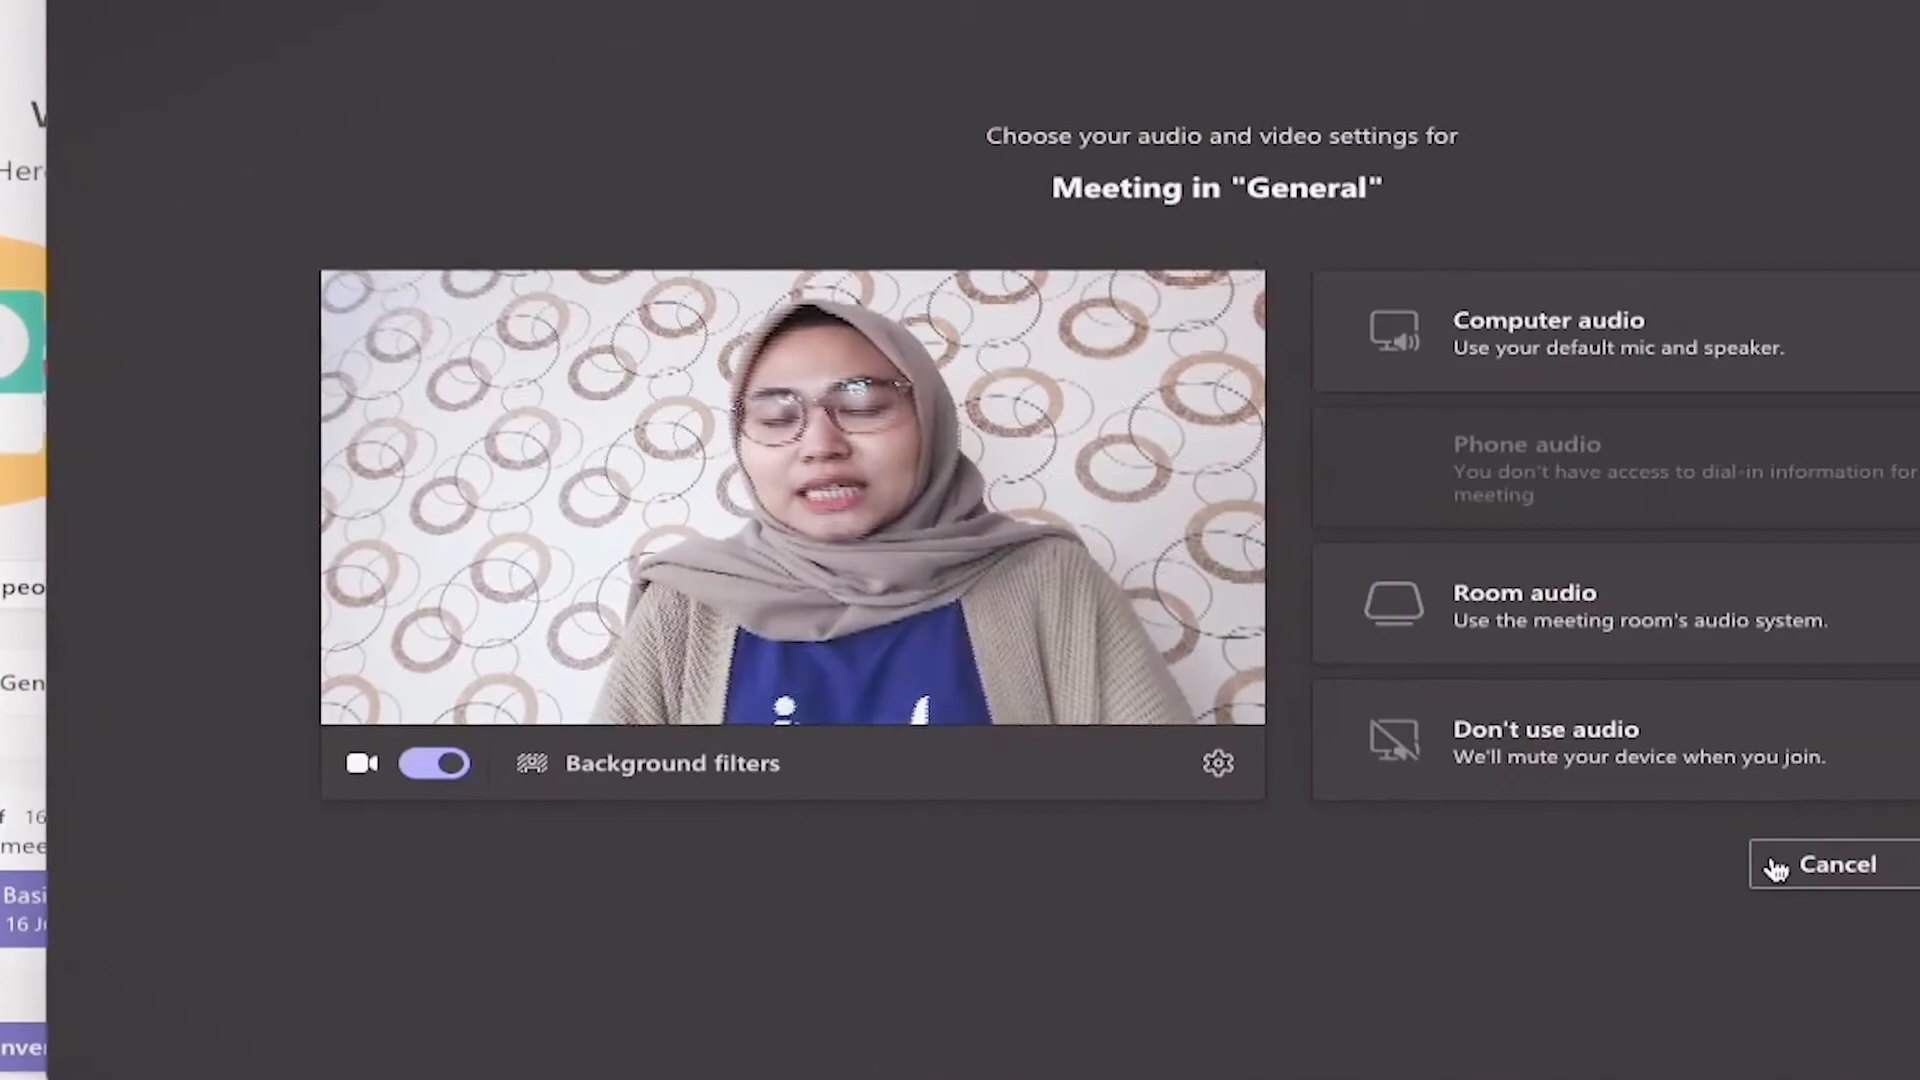 Choose your audio and video settings for
Meeting in "General"
Computer audio
Use your default mic and speaker.
Phone audio
You don't have access to dial-in information for
meeting
Room audio
Use the meeting room's audio system.
Don't use audio
We'll mute your device when you join.
Background filters
Cancel
Her
peo
Gen
16
mee
Basi
16 J
nver